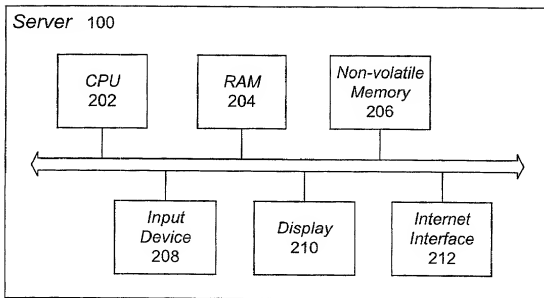 Server 100
CPU
202
RAM
204
Non-volatile
Memory
206
Input
Device
208
Display
210
Internet
Interface
212